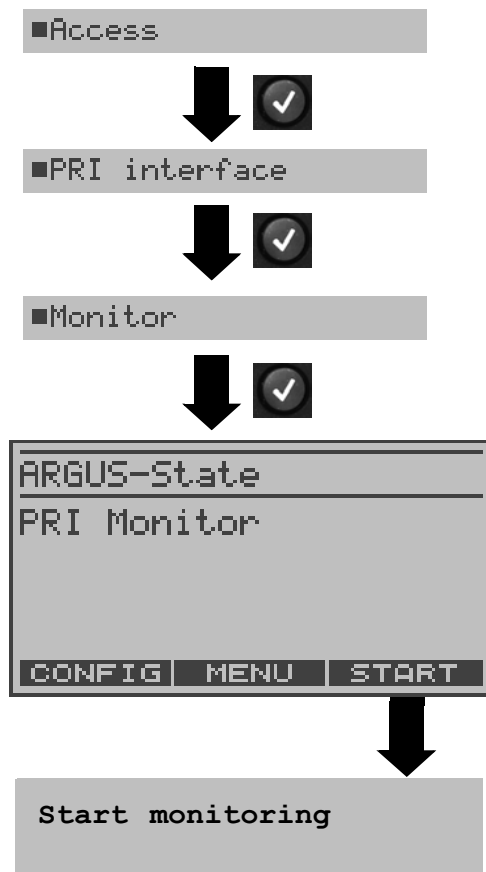 ■Access
■PRI interface
■Monitor
ARGUS-State
PRI Monitor
CONFIG MENU START
Start monitoring